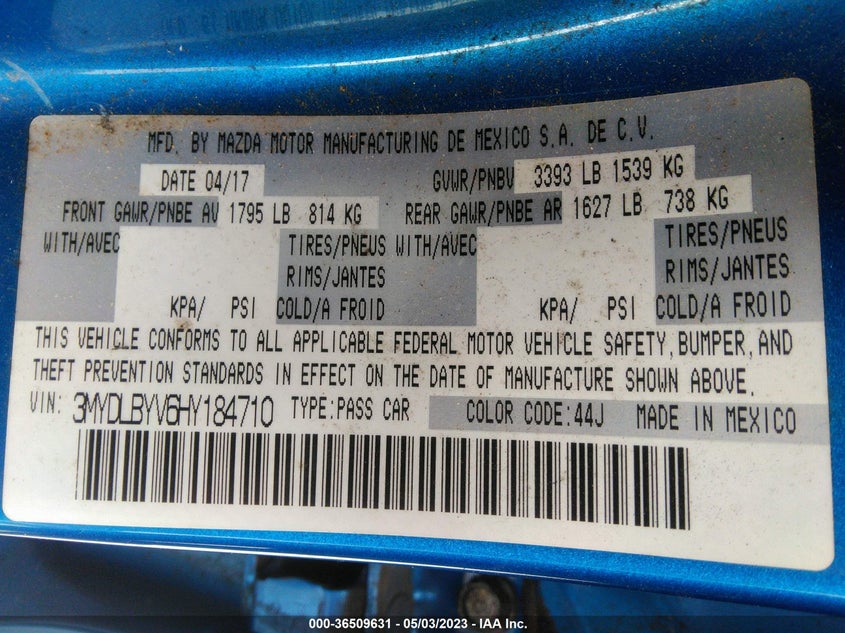 MFD. BY MAZDA MOTOR MANUFACTURING DE MEXICO S.A. DE C.V.
DATE 04/17 GVWR/PNBV 3393 LB 1539 KG
FRONT GAWR/PNBE AV 1795 LB 814 KG REAR GAWR/PNBE AR 1627 LB 738 KG
WITH/AVEC TIRES/PNEUS WITH/AVEC TIRES/PNEUS
RIMS/JANTES RIMS/JANTES
KPA/ PSI COLD/A FROID KPA/ PSI COLD/A FROID
THIS VEHICLE CONFORMS TO ALL APPLICABLE FEDERAL MOTOR VEHICLE SAFETY, BUMPER, AND
THEFT PREVENTION STANDARDS IN EFFECT ON THE DATE OF MANUFACTURE SHOWN ABOVE.
VIN: 3MYDLBYV6HY184710 TYPE:PASS CAR COLOR CODE:44J MADE IN MEXICO
000-36509631 - 05/03/2023 - IAA Inc.